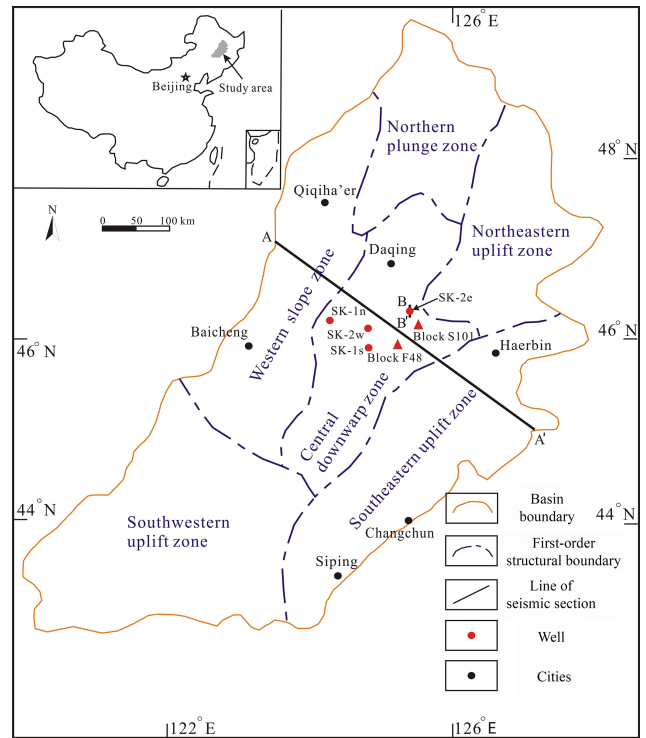 126° E
Beijing
Study area
Northern
plunge zone
48° N
Qiqiha'er
N
0 50 100 km
A
Daqing
Northeastern
uplift zone
B
SK-2e
SK-1n
B'
Western slope zone
SK-2w
Block S101
Baicheng
SK-1s
Block F48
Haerbin
46° N
46° N
Central
downwarp zone
A'
Southeastern uplift zone
44° N
Southwestern
uplift zone
Changchun
44° N
Siping
Basin
boundary
First-order
structural boundary
Line of
seismic section
Well
Cities
122° E
126° E